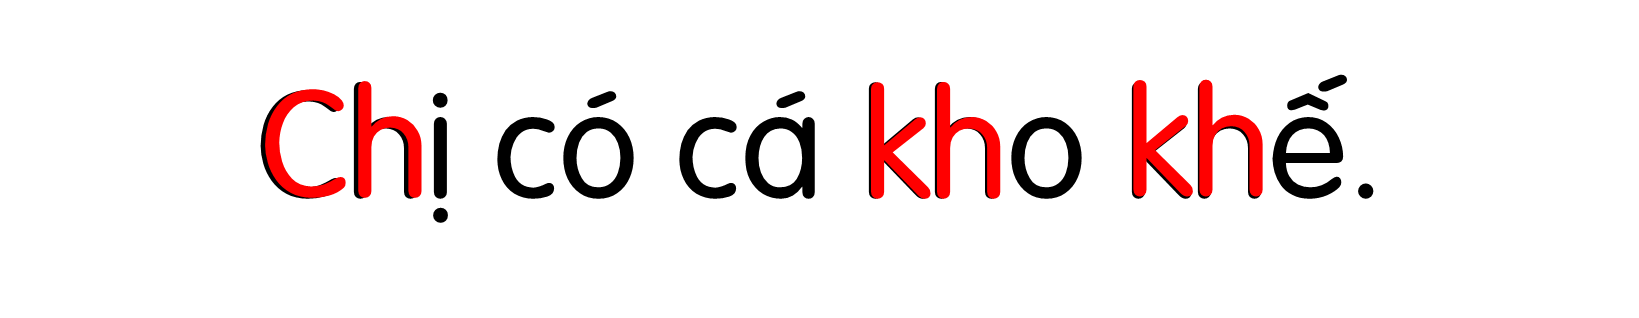 Chị có cá kho khế.